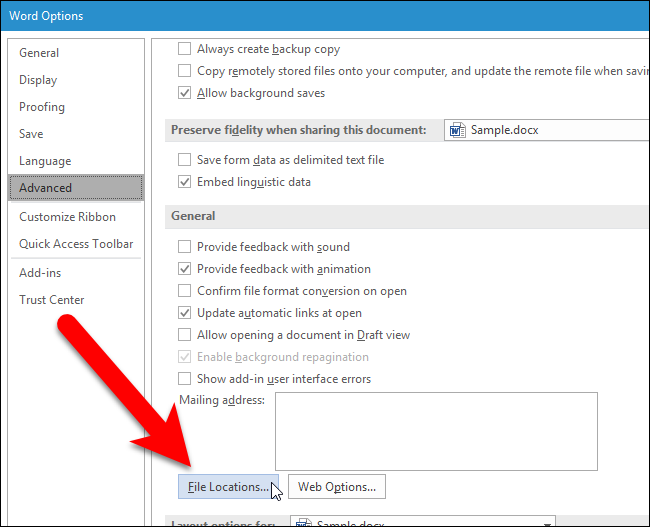 Word Options
General
Display
Proofing
Save
Language
Advanced
Customize Ribbon
Quick Access Toolbar
Add-ins
Trust Center
Always create backup copy
Copy remotely stored files onto your computer, and update the remote file when savin
Allow background saves
Preserve fidelity when sharing this document: Sample.docx
Save form data as delimited text file
Embed linguistic data
General
Provide feedback with sound
Provide feedback with animation
Confirm file format conversion on open
Update automatic links at open
Allow opening a document in Draft view
Enable background repagination
Show add-in user interface errors
Mailing address:
File Locations... Web Options...
Layout options for: Sample.docx